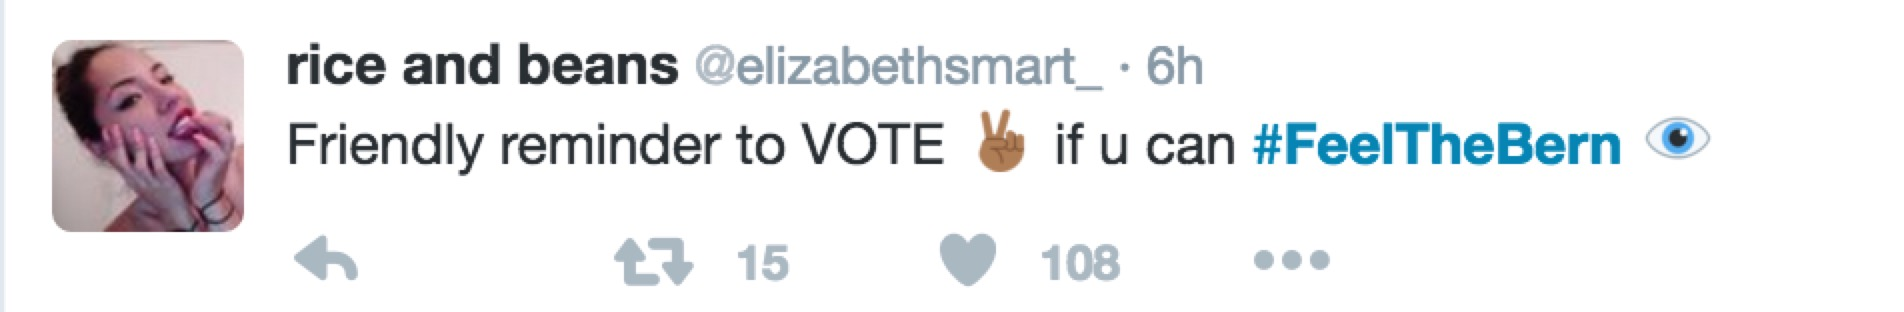 rice and beans @elizabethsmart_ · 6h
Friendly reminder to VOTE ✌🏽 if u can #FeelTheBern 👁
15 108